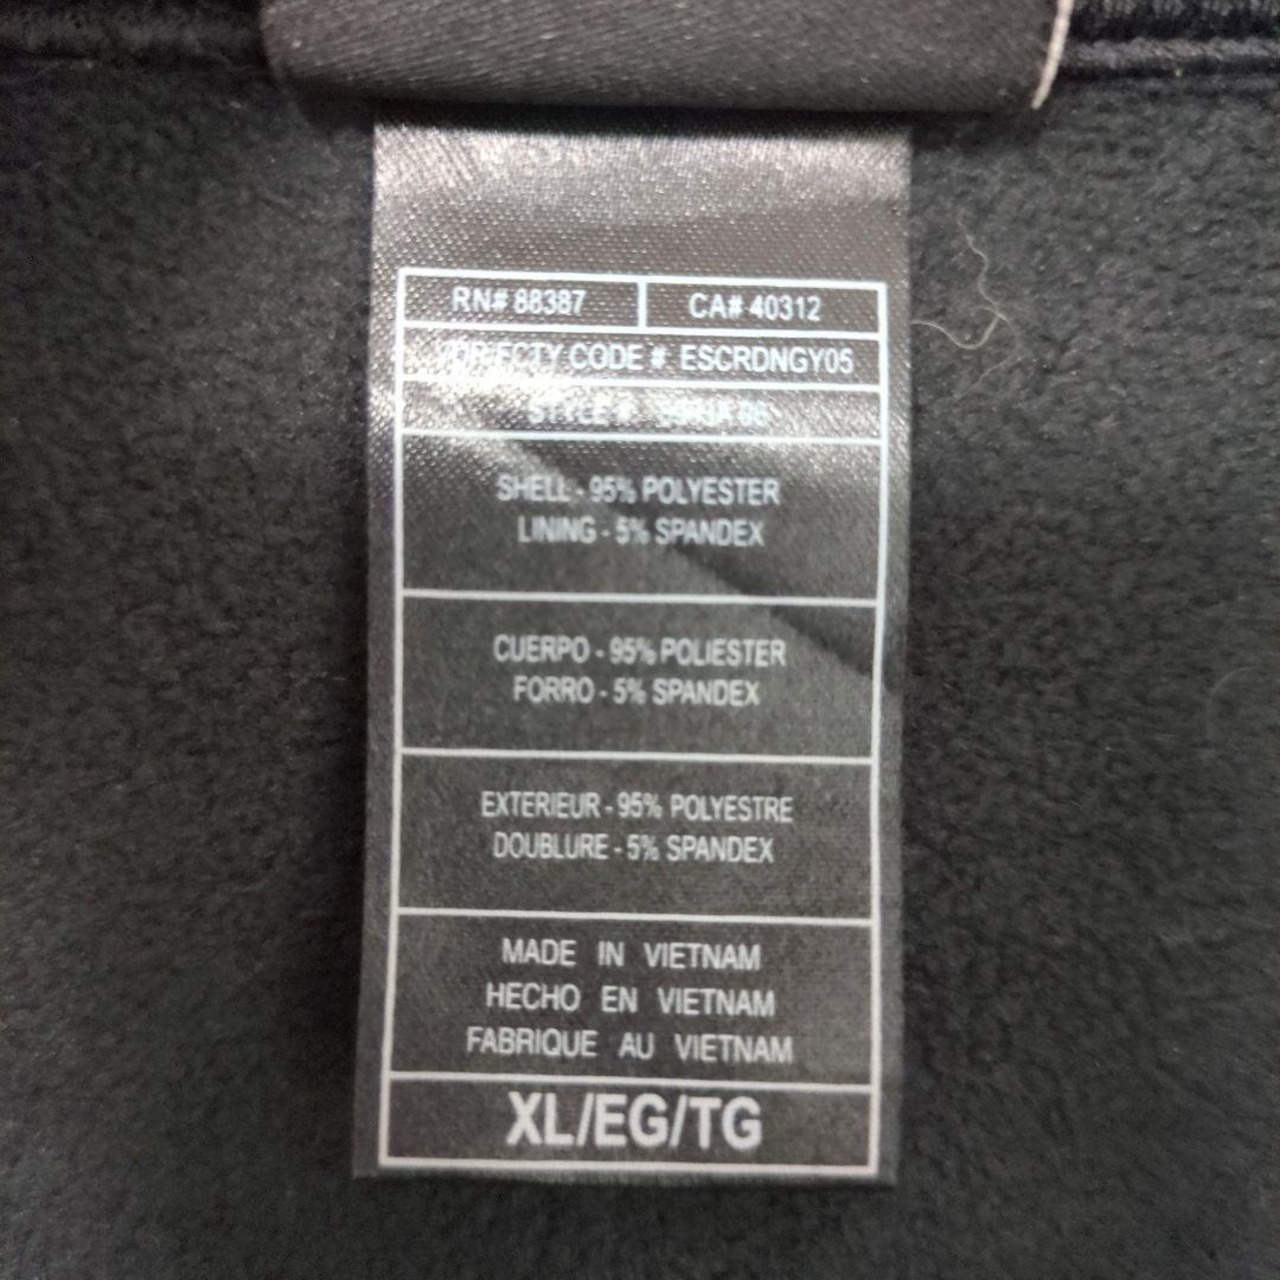 RN# 88387
CA# 40312
CODE # ESCRDNGY05
STYLE #
SHELL - 95% POLYESTER
LINING - 5% SPANDEX
CUERPO - 95% POLIESTER
FORRO - 5% SPANDEX
EXTERIEUR - 95% POLYESTRE
DOUBLURE - 5% SPANDEX
MADE IN VIETNAM
HECHO EN VIETNAM
FABRIQUE AU VIETNAM
XL/EG/TG